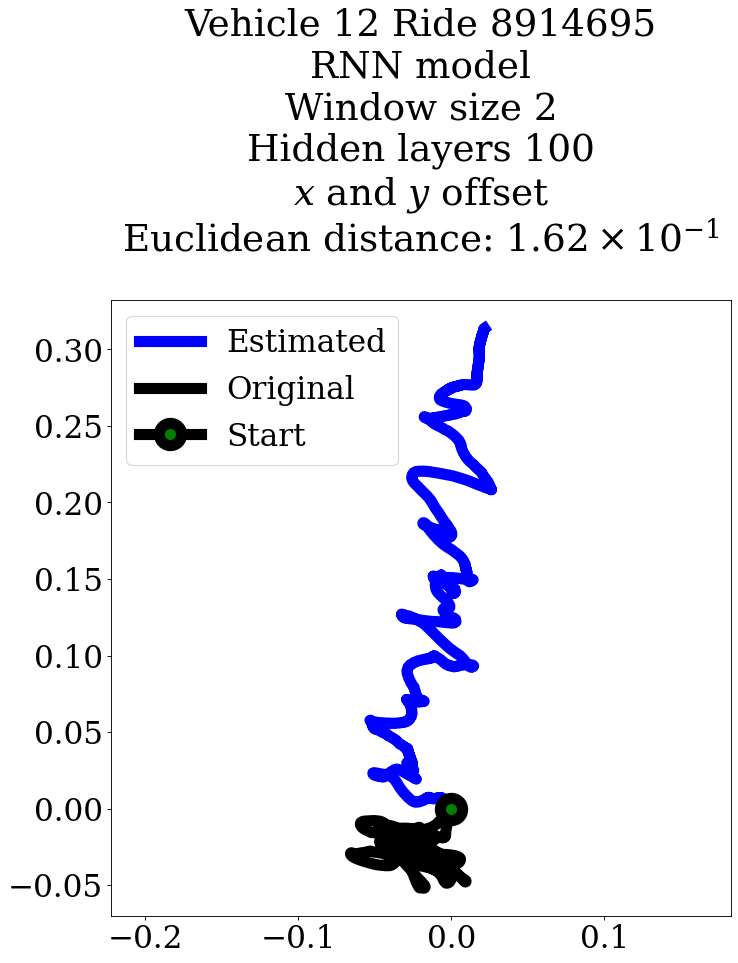 Vehicle 12 Ride 8914695
RNN model
Window size 2
Hidden layers 100
x and y offset
Euclidean distance: 1.62 × 10⁻¹
Estimated
Original
Start
0.30
0.25
0.20
0.15
0.10
0.05
0.00
−0.05
−0.2
−0.1
0.0
0.1